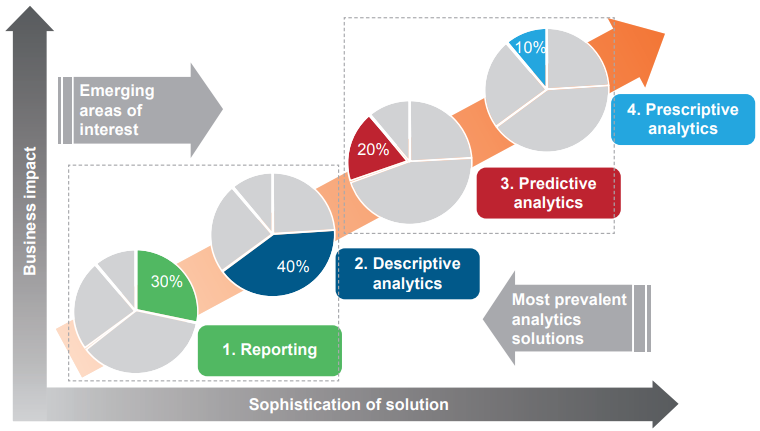 Business impact
Emerging
areas of
interest
10%
4. Prescriptive
analytics
20%
3. Predictive
analytics
40%
2. Descriptive
analytics
30%
1. Reporting
Most prevalent
analytics
solutions
Sophistication of solution